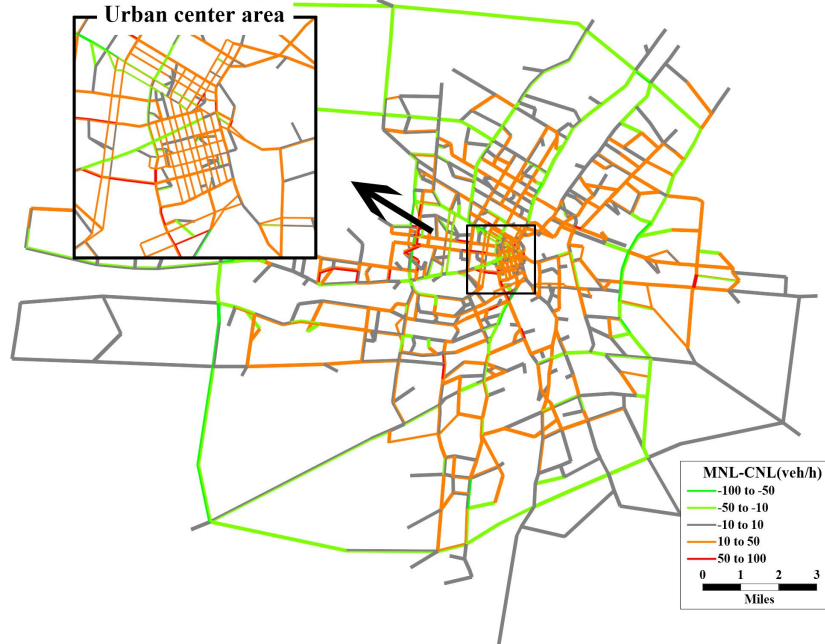 Urban center area
MNL-CNL(veh/h)
-100 to -50
-50 to -10
-10 to 10
10 to 50
50 to 100
0 1 2 3
Miles